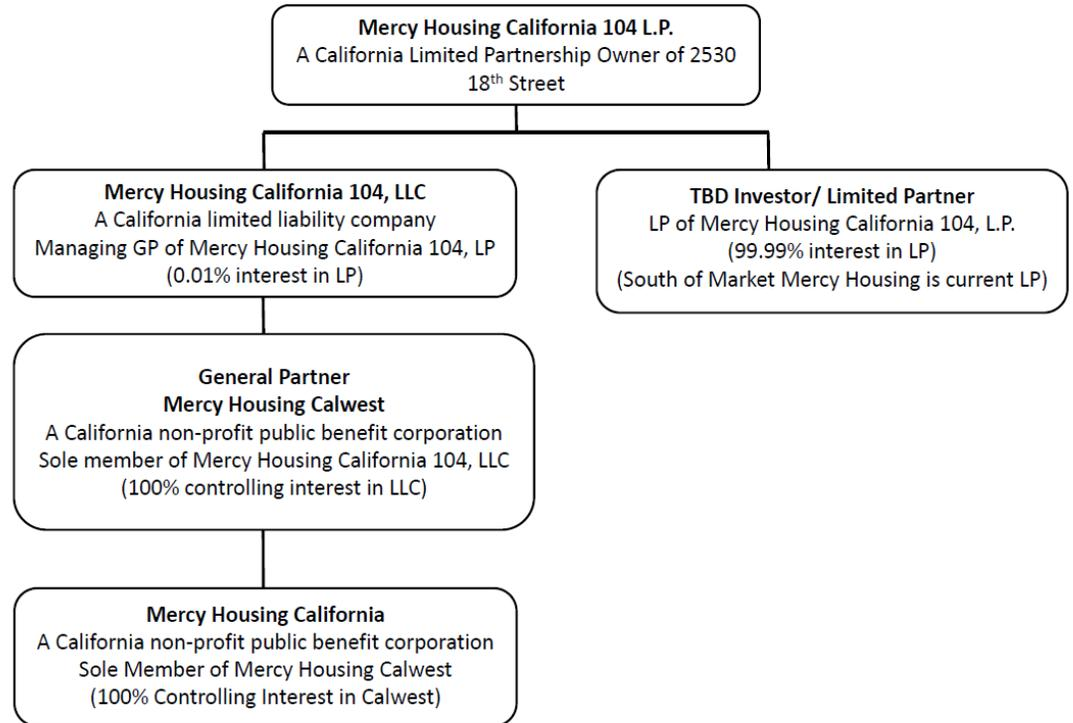 Mercy Housing California 104 L.P.
A California Limited Partnership Owner of 2530
18th Street
Mercy Housing California 104, LLC
A California limited liability company
Managing GP of Mercy Housing California 104, LP
(0.01% interest in LP)
TBD Investor/ Limited Partner
LP of Mercy Housing California 104, L.P.
(99.99% interest in LP)
(South of Market Mercy Housing is current LP)
General Partner
Mercy Housing Calwest
A California non-profit public benefit corporation
Sole member of Mercy Housing California 104, LLC
(100% controlling interest in LLC)
Mercy Housing California
A California non-profit public benefit corporation
Sole Member of Mercy Housing Calwest
(100% Controlling Interest in Calwest)